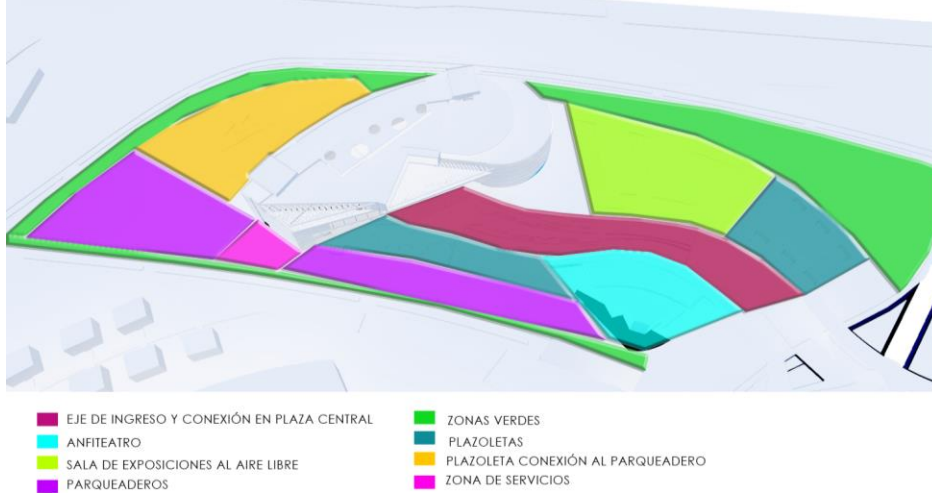 EJE DE INGRESO Y CONEXIÓN EN PLAZA CENTRAL
ANFITEATRO
SALA DE EXPOSICIONES AL AIRE LIBRE
PARQUEADEROS
ZONAS VERDES
PLAZOLETAS
PLAZOLETA CONEXIÓN AL PARQUEADERO
ZONA DE SERVICIOS